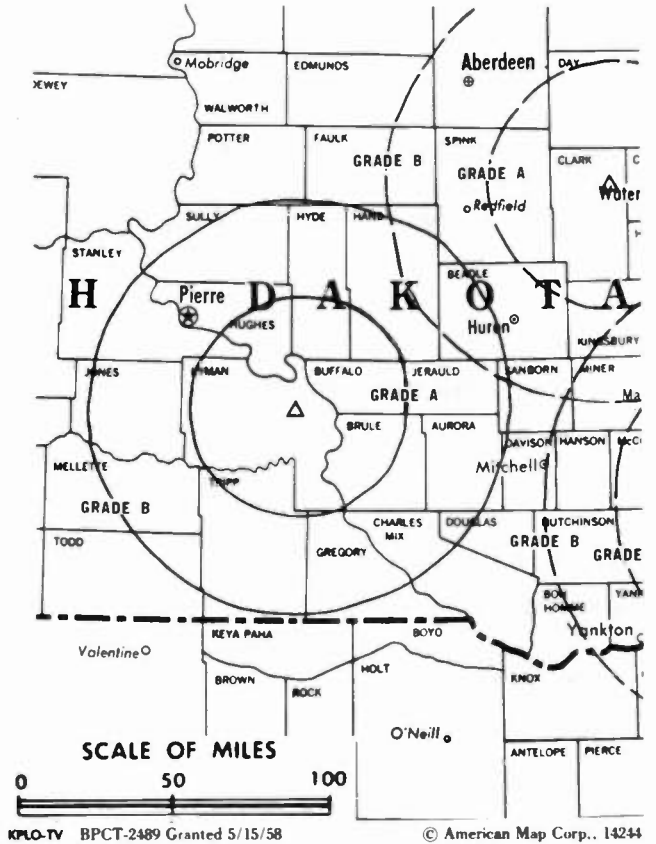 Mobridge
EDMUNDS
Aberdeen
DAY
DEWEY
WALWORTH
POTTER
FAULK
GRADE B
SPINK
GRADE A
CLARK
C
Water
Redfield
SULLY
HYDE
HAND
H
STANLEY
BEADLE
H DAKOTA
Pierre
HUGHES
Huron
KINGSBURY
JONES
LYMAN
BUFFALO
JERAULD
SANBORN
MINER
GRADE A
Ma
BRULE
AURORA
DAVISON
HANSON
McC
MELLETTE
Mitchell
TRIPP
GRADE B
CHARLES
MIX
DOUGLAS
HUTCHINSON
TODD
GREGORY
GRADE B
GRADE
BON
HOMME
YANK
KEYA PAHA
BOYD
Yankton
Valentine
HOLT
BROWN
ROCK
KNOX
O'Neill
SCALE OF MILES
ANTELOPE
PIERCE
0 50 100
KPLO-TV BPCT-2489 Granted 5/15/58
© American Map Corp., 14244